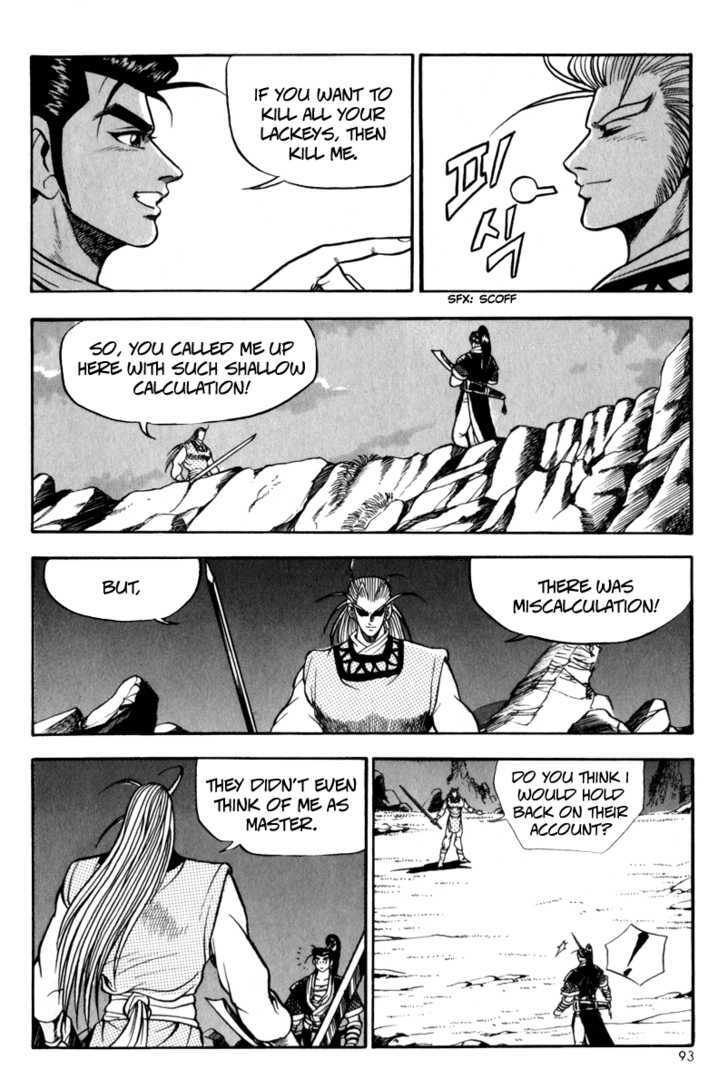 IF YOU WANT TO
KILL ALL YOUR
LACKEYS, THEN
KILL ME.
피
식
SFX: SCOFF
SO, YOU CALLED ME UP
HERE WITH SUCH SHALLOW
CALCULATION!
BUT,
THERE WAS
MISCALCULATION!
THEY DIDN'T EVEN
THINK OF ME AS
MASTER.
DO YOU THINK I
WOULD HOLD
BACK ON THEIR
ACCOUNT?
!
93